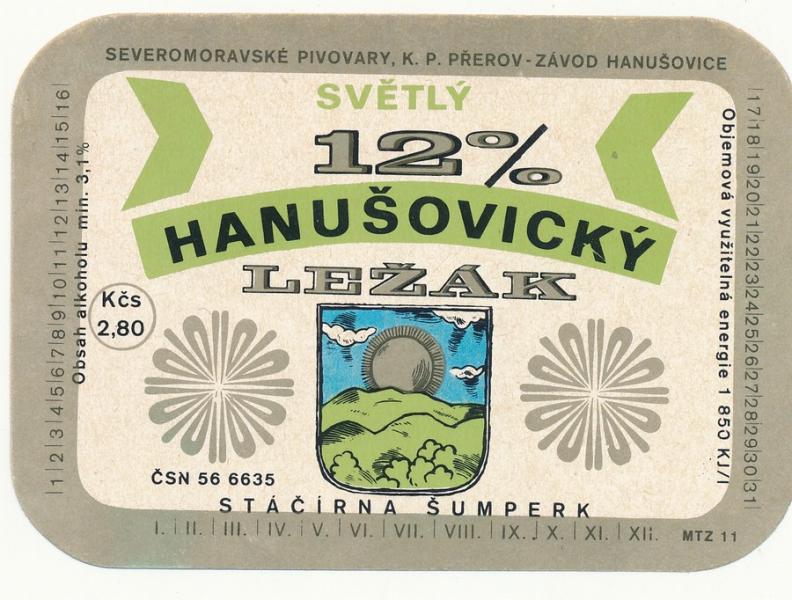 SEVEROMORAVSKÉ PIVOVARY, K. P. PŘEROV - ZÁVOD HANUŠOVICE
SVĚTLÝ
12%
HANUŠOVICKÝ
LEŽÁK
Kčs
2,80
Obsah alkoholu min. 3,1%
1|2|3|4|5|6|7|8|9|10|11|12|13|14|15|16
Objemová využitelná energie 1 850 KJ/l
17|18|19|20|21|22|23|24|25|26|27|28|29|30|31
ČSN 56 6635
STÁČÍRNA ŠUMPERK
I. | II. | III. | IV. | V. | VI. | VII. | VIII. | IX. | X. | XI. | XII.
MTZ 11